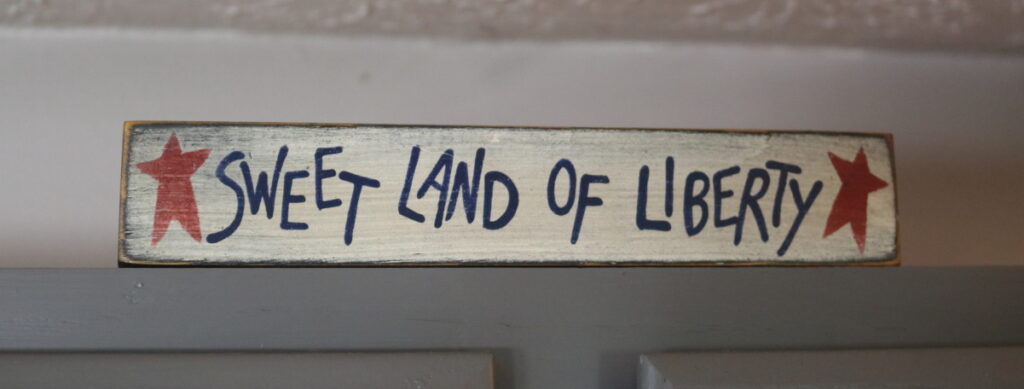 SWEET LAND OF LIBERTY